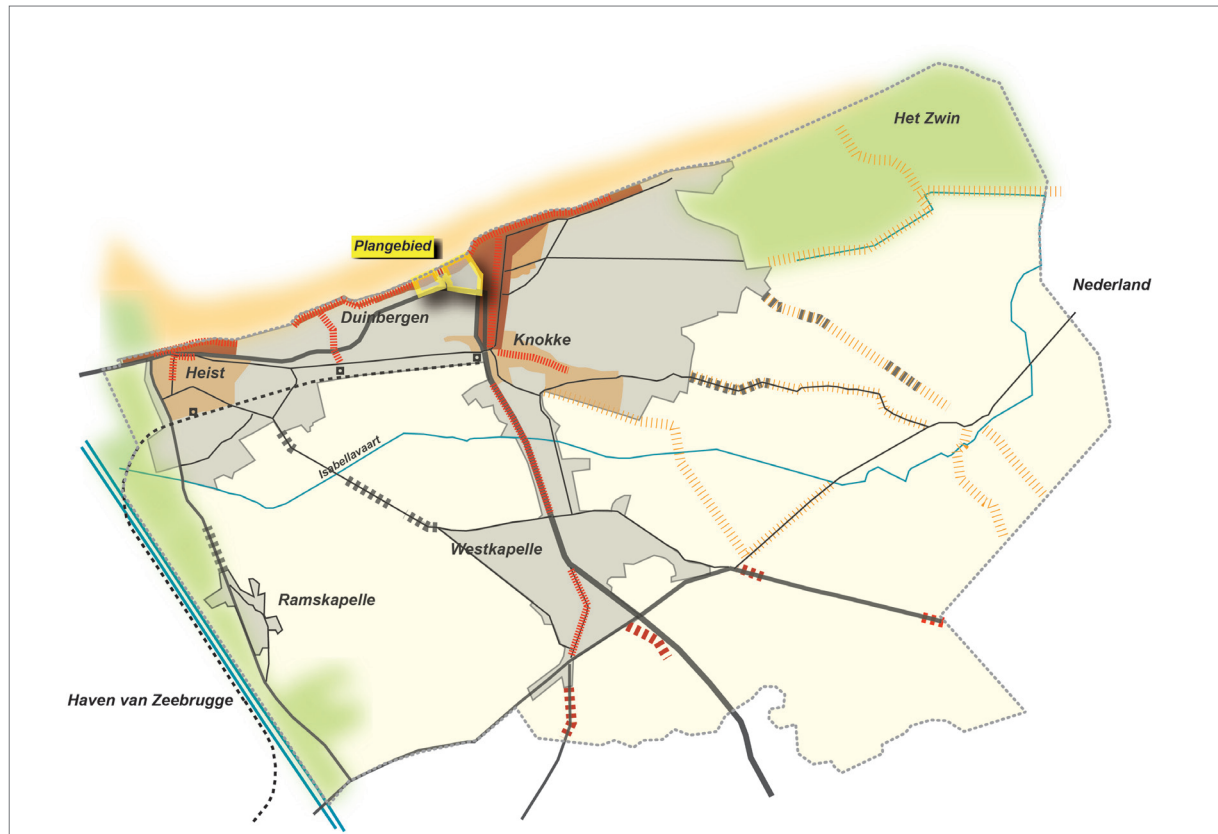 Het Zwin
Plangebied
Nederland
Duinbergen
Knokke
Heist
Isabellavaart
Westkapelle
Ramskapelle
Haven van Zeebrugge